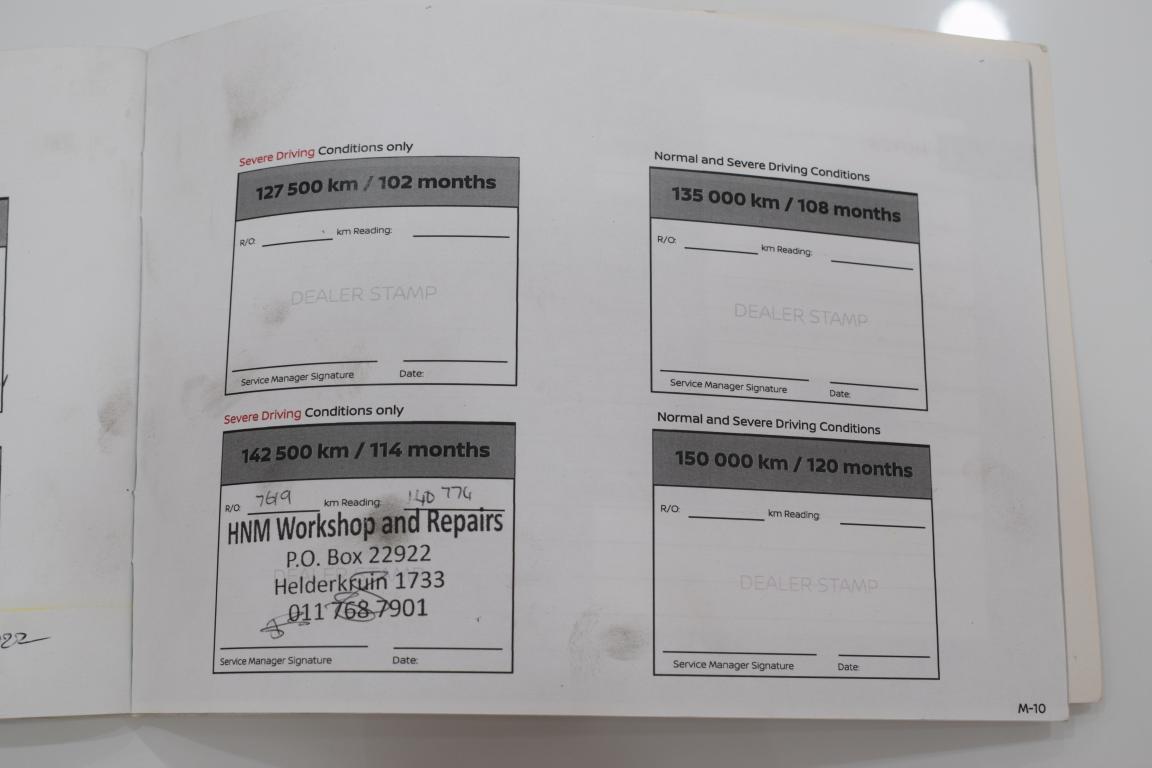 Severe Driving Conditions only
127 500 km / 102 months
R/O: km Reading:
DEALER STAMP
Service Manager Signature Date:
Normal and Severe Driving Conditions
135 000 km / 108 months
R/O: km Reading:
DEALER STAMP
Service Manager Signature Date:
Severe Driving Conditions only
142 500 km / 114 months
R/O: 7619 km Reading: 140 774
HNM Workshop and Repairs
P.O. Box 22922
DEALER STAMP
Helderkruin 1733
011 768 7901
Service Manager Signature Date:
Normal and Severe Driving Conditions
150 000 km / 120 months
R/O: km Reading:
DEALER STAMP
Service Manager Signature Date:
M-10